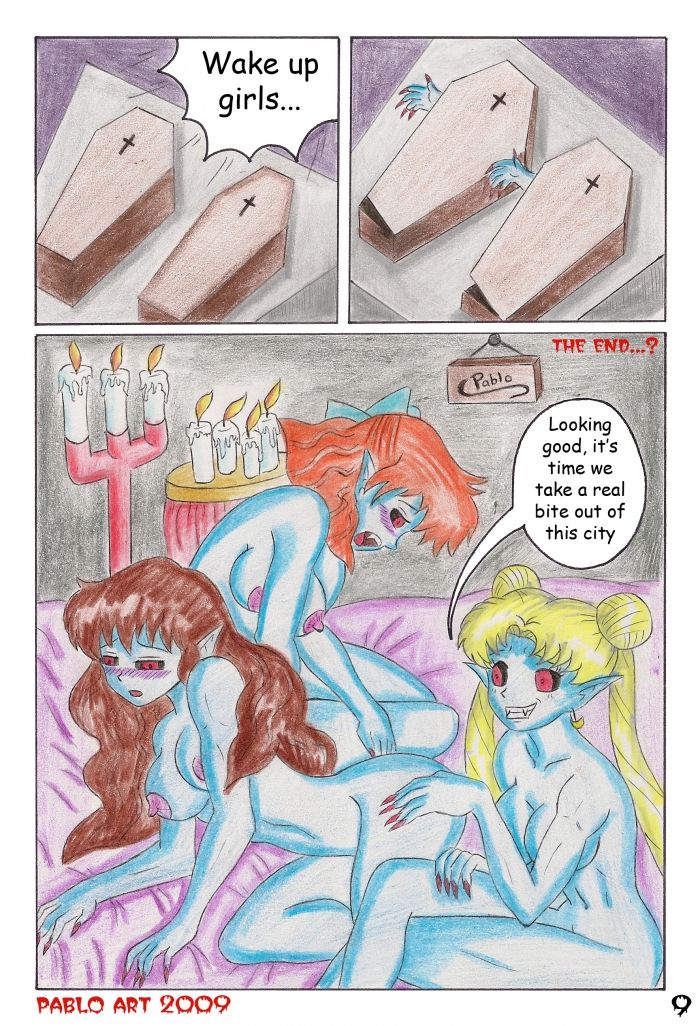 Wake up
girls...
THE END...?
Pablo
Looking
good, it's
time we
take a real
bite out of
this city
PABLO ART 2009
9